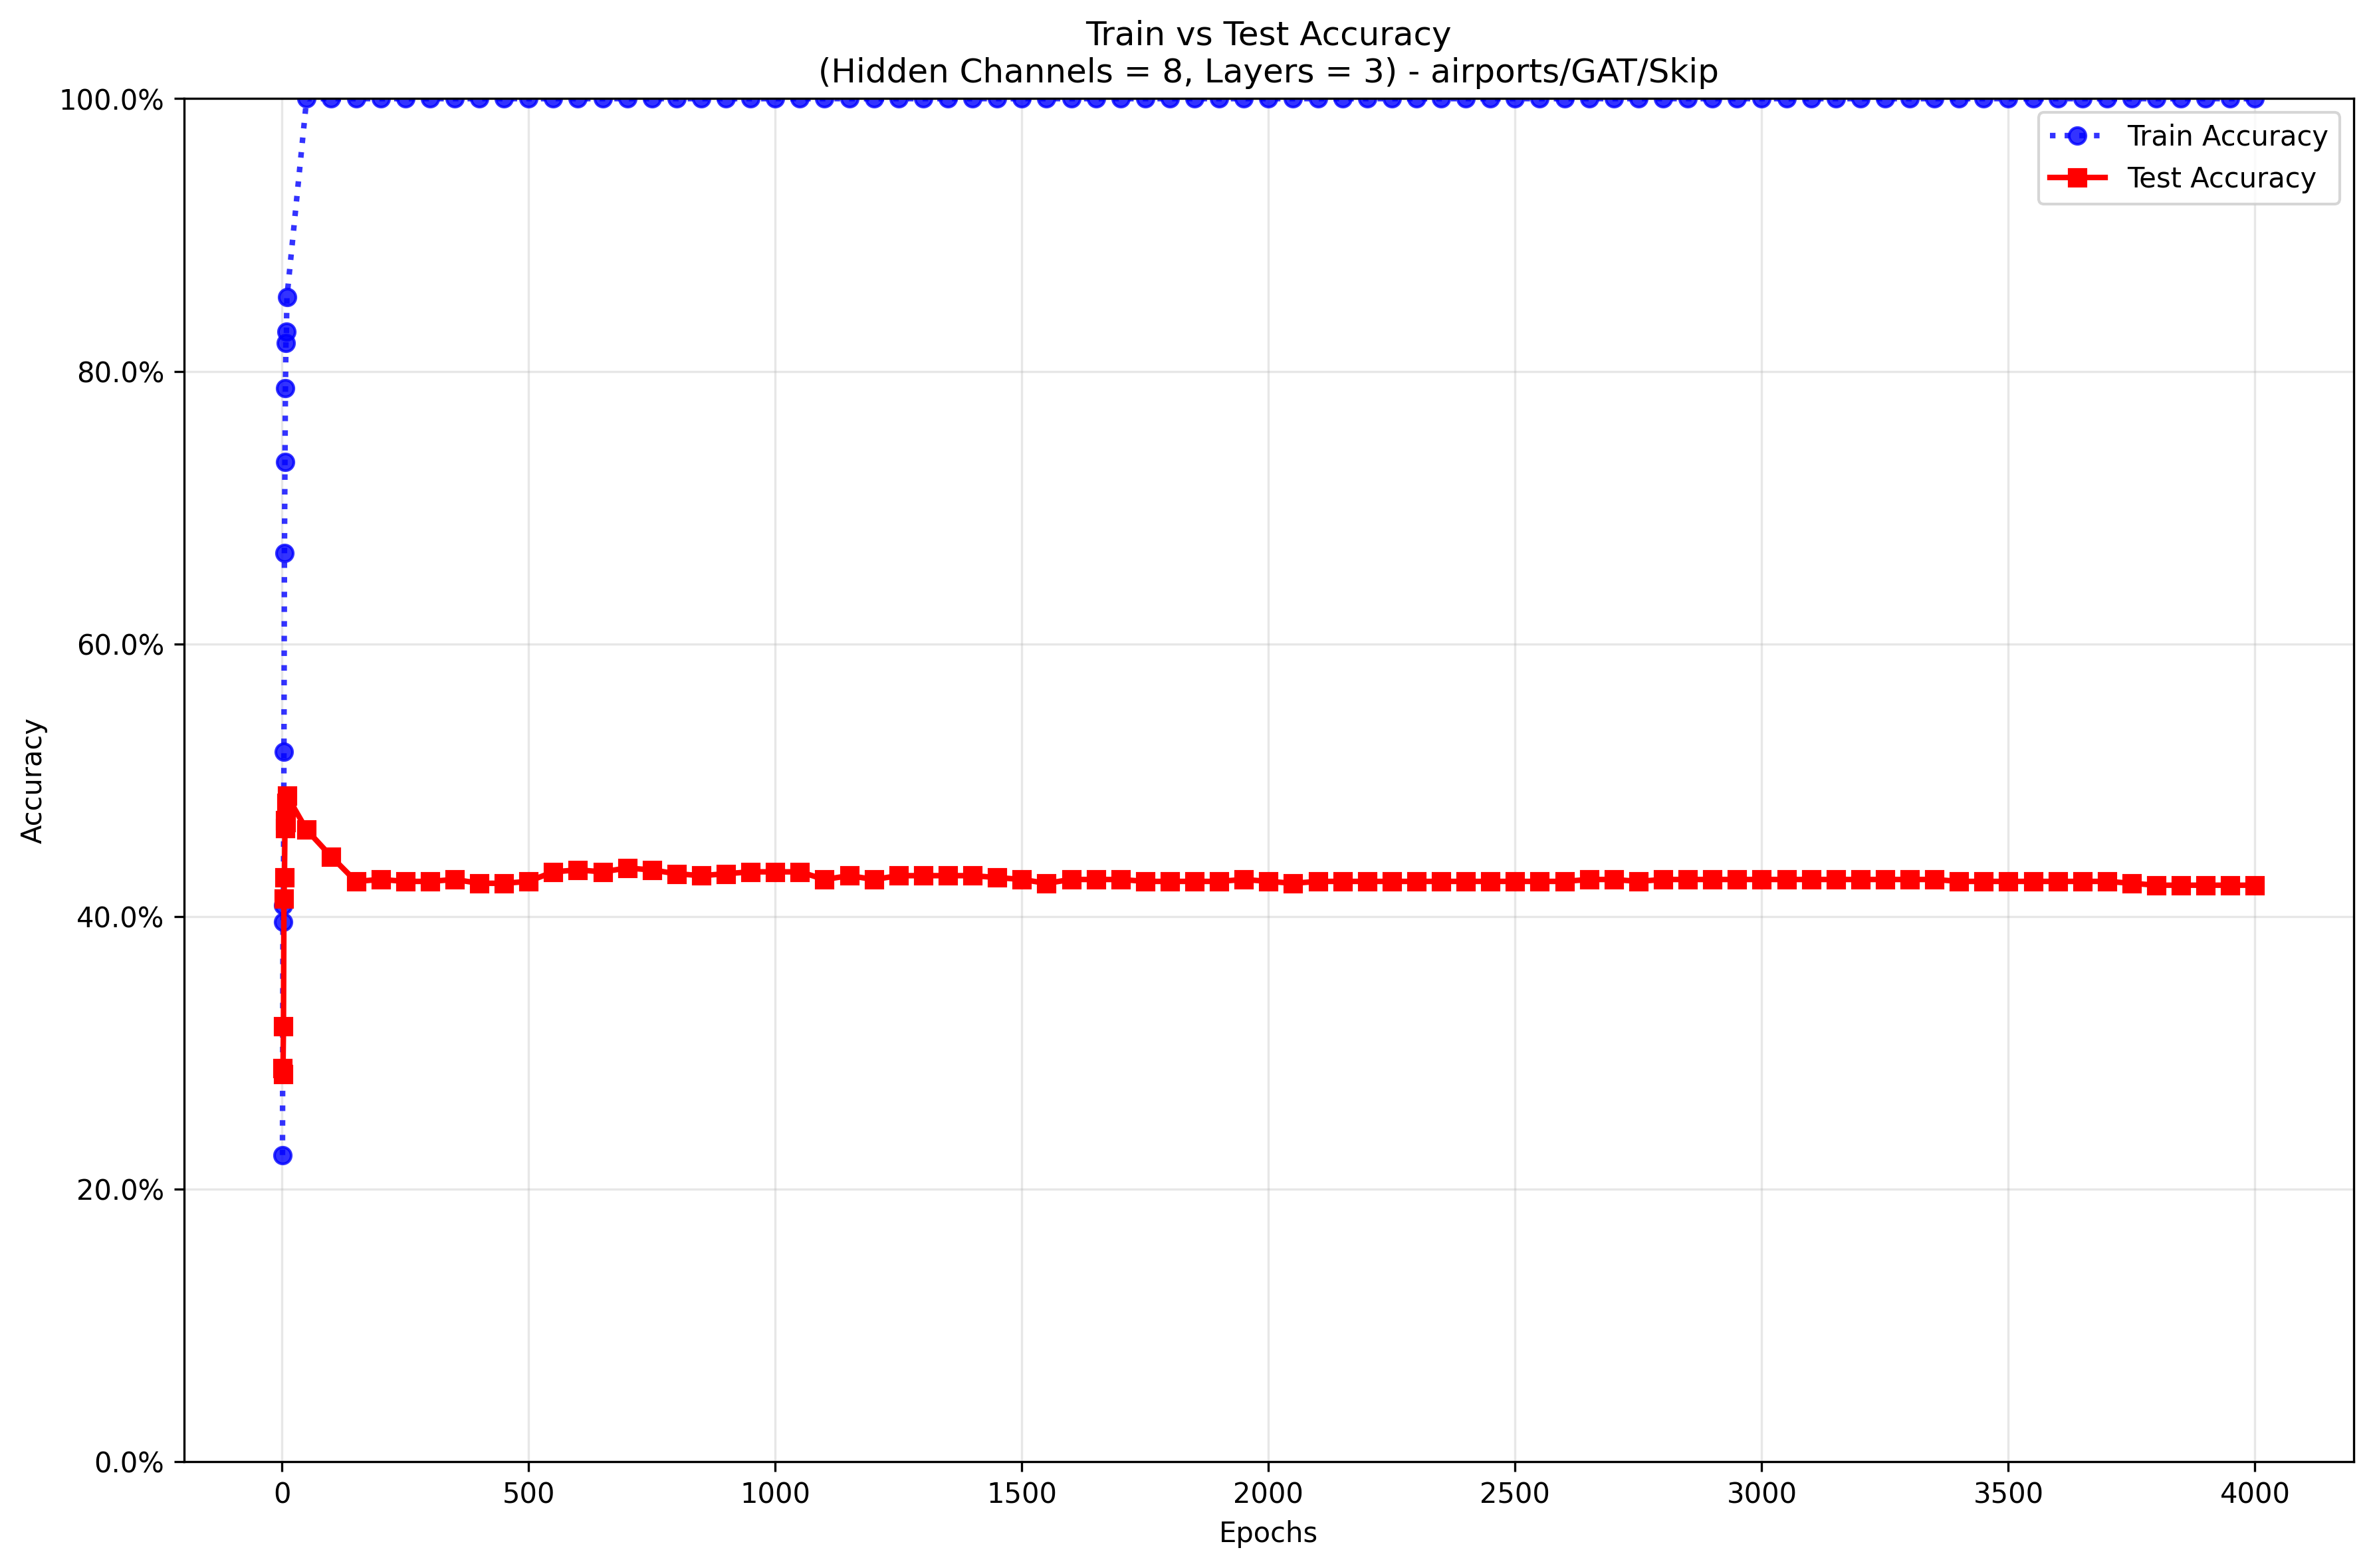 Train vs Test Accuracy
(Hidden Channels = 8, Layers = 3) - airports/GAT/Skip
100.0%
80.0%
60.0%
40.0%
20.0%
0.0%
Accuracy
Train Accuracy
Test Accuracy
0 500 1000 1500 2000 2500 3000 3500 4000
Epochs